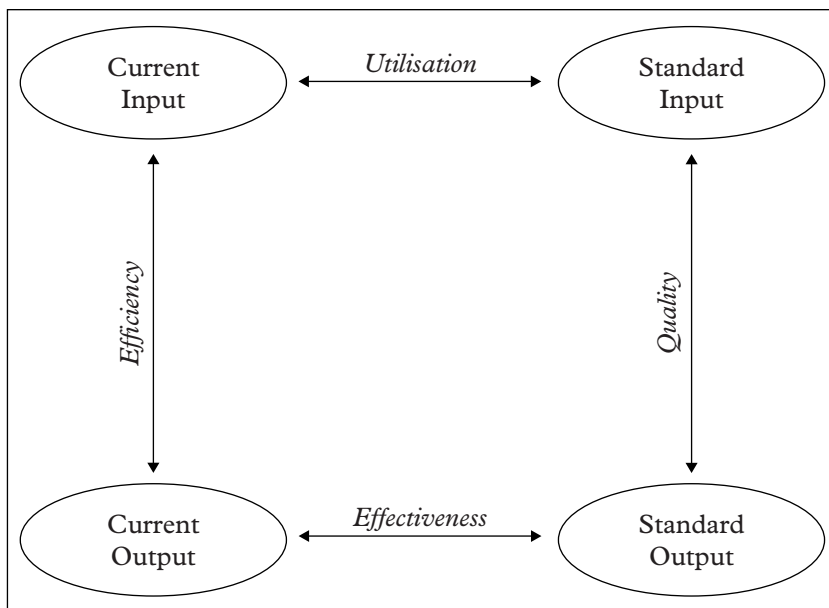 Current
Input
Utilisation
Standard
Input
Efficiency
Quality
Current
Output
Effectiveness
Standard
Output